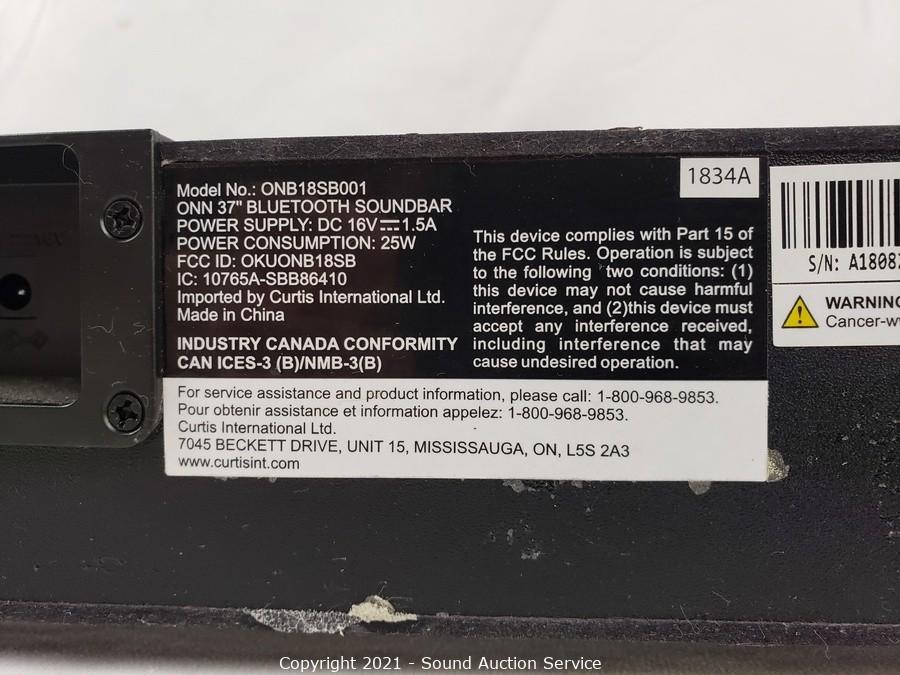 1834A
Model No.: ONB18SB001
ONN 37" BLUETOOTH SOUNDBAR
POWER SUPPLY: DC 16V⎓1.5A
POWER CONSUMPTION: 25W
FCC ID: OKUONB18SB
IC: 10765A-SBB86410
Imported by Curtis International Ltd.
Made in China
INDUSTRY CANADA CONFORMITY
CAN ICES-3 (B)/NMB-3(B)
This device complies with Part 15 of
the FCC Rules. Operation is subject
to the following two conditions: (1)
this device may not cause harmful
interference, and (2)this device must
accept any interference received,
including interference that may
cause undesired operation.
For service assistance and product information, please call: 1-800-968-9853.
Pour obtenir assistance et information appelez: 1-800-968-9853.
Curtis International Ltd.
7045 BECKETT DRIVE, UNIT 15, MISSISSAUGA, ON, L5S 2A3
www.curtisint.com
S/N: A1808
WARNING
Cancer-w
Copyright 2021 - Sound Auction Service